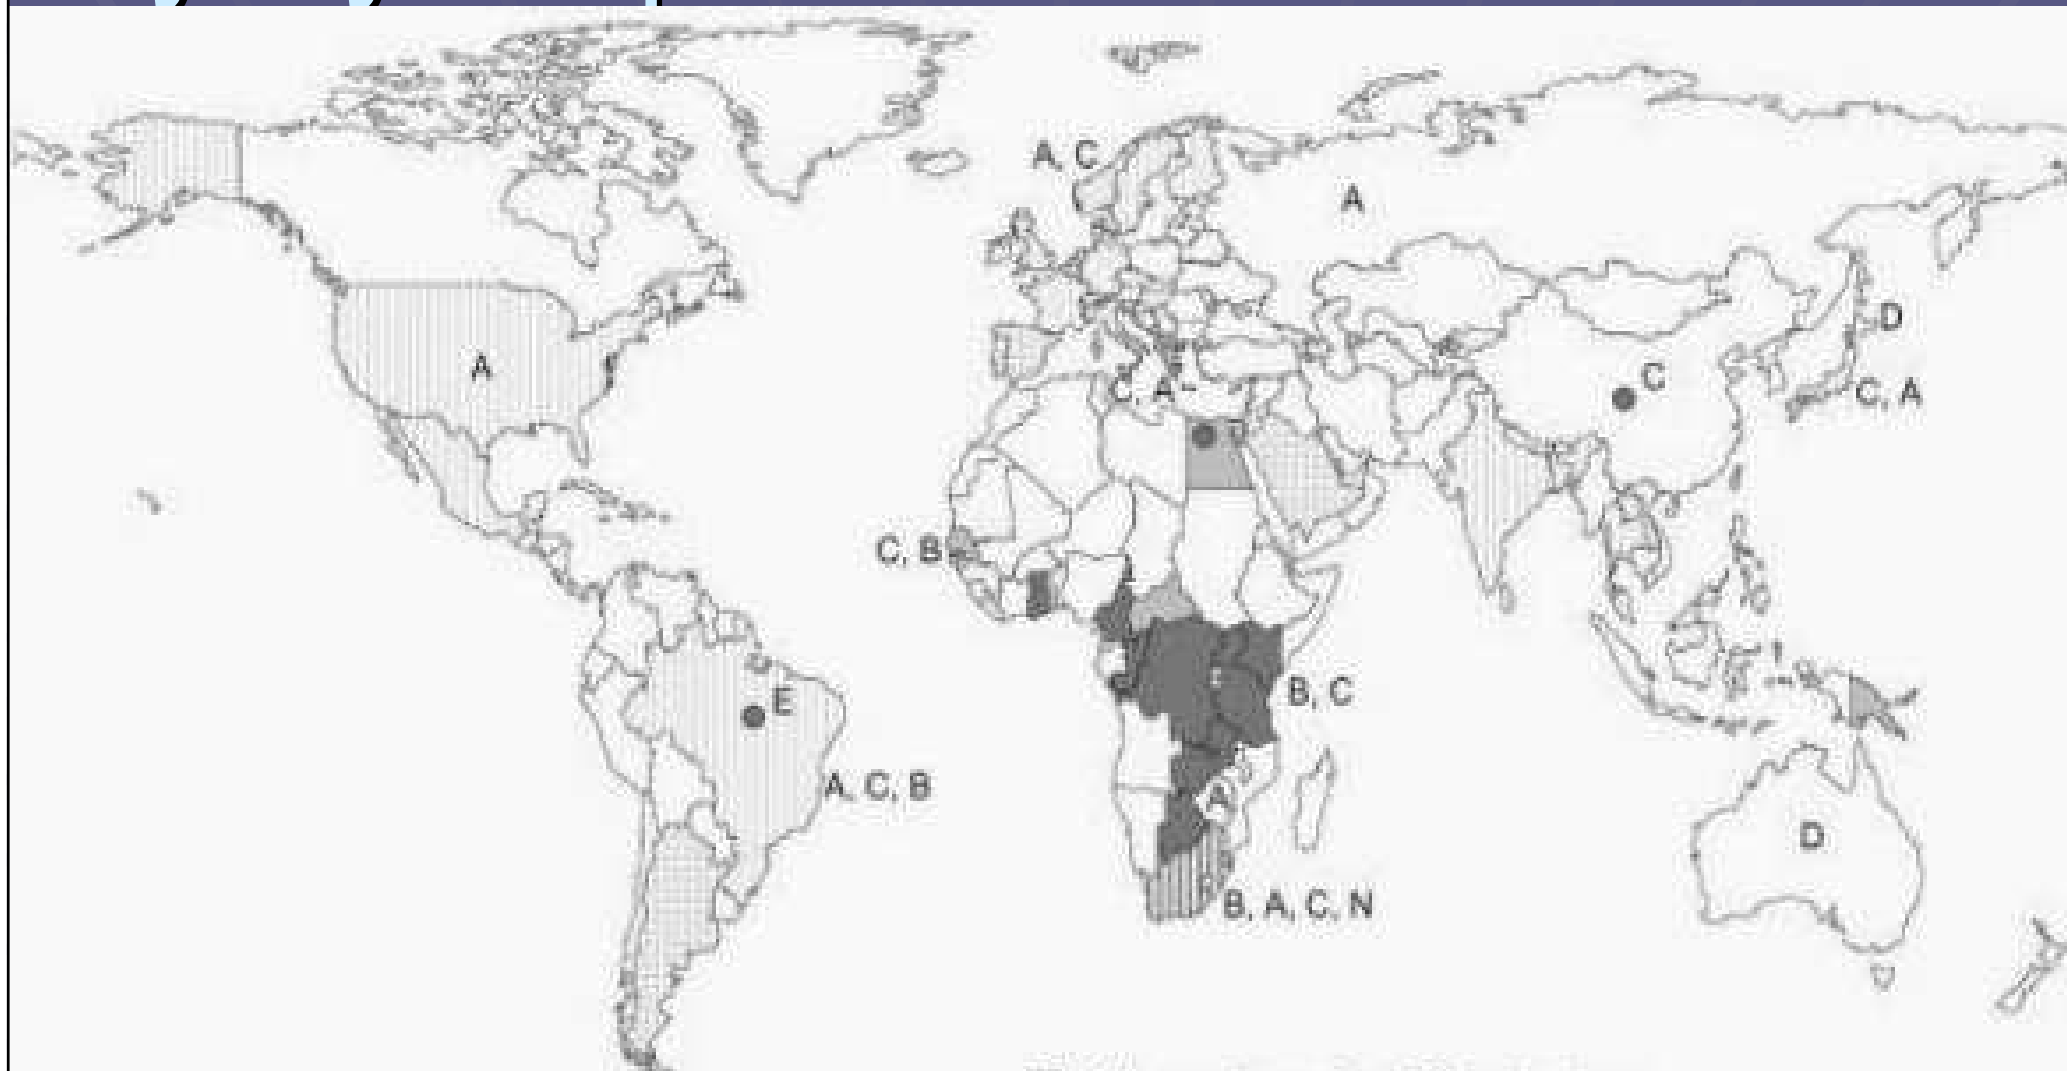 A, C
A
D
A
C
C, A
C, A
C, B
E
B, C
A, C, B
A
D
B, A, C, N